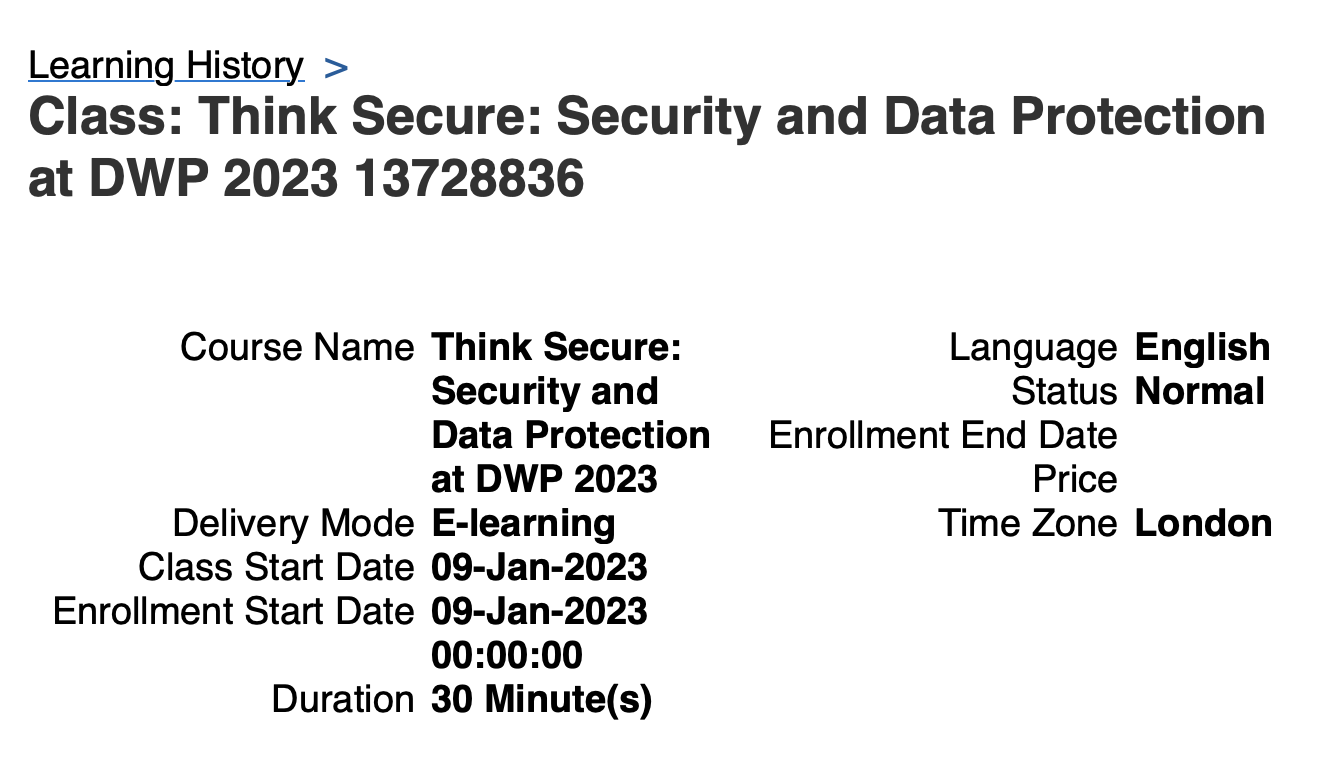 Learning History >
Class: Think Secure: Security and Data Protection
at DWP 2023 13728836
Course Name Think Secure:
Security and
Data Protection
at DWP 2023
Delivery Mode E-learning
Class Start Date 09-Jan-2023
Enrollment Start Date 09-Jan-2023
00:00:00
Duration 30 Minute(s)
Language English
Status Normal
Enrollment End Date
Price
Time Zone London